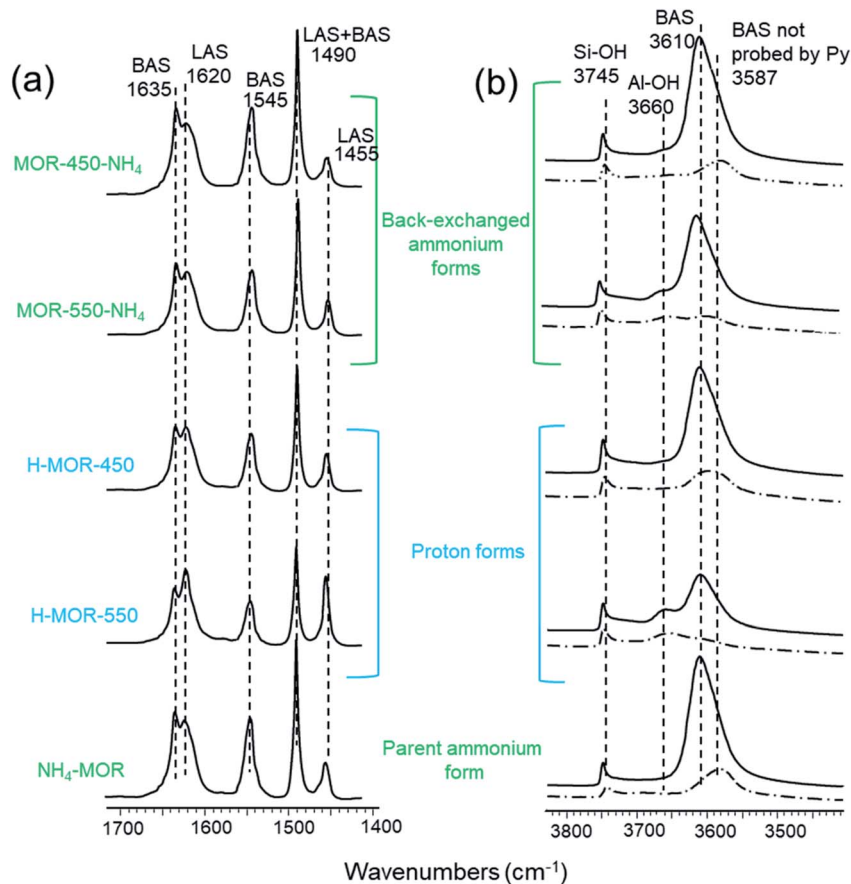 (a)
BAS
1635
LAS
1620
BAS
1545
LAS+BAS
1490
LAS
1455
MOR-450-NH₄
MOR-550-NH₄
H-MOR-450
H-MOR-550
NH₄-MOR
1700 1600 1500 1400
Back-exchanged
ammonium
forms
Proton forms
Parent ammonium
form
(b)
Si-OH
3745
Al-OH
3660
BAS
3610
BAS not
probed by Py
3587
3800 3700 3600 3500
Wavenumbers (cm⁻¹)